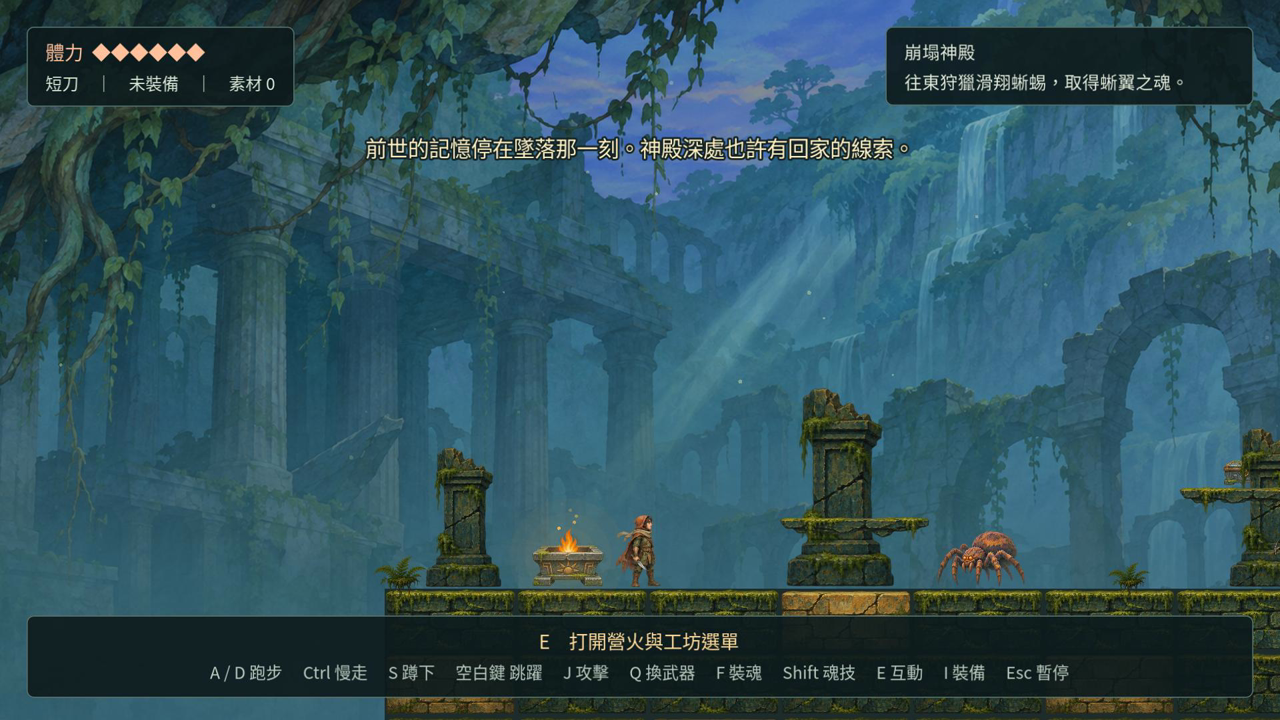 體力
短刀 | 未裝備 | 素材 0
崩塌神殿
往東狩獵滑翔蜥蜴，取得蜥翼之魂。
前世的記憶停在墜落那一刻。神殿深處也許有回家的線索。
E 打開營火與工坊選單
A / D 跑步 Ctrl 慢走 S 蹲下 空白鍵 跳躍 J 攻擊 Q 換武器 F 裝魂 Shift 魂技 E 互動 I 裝備 Esc 暫停